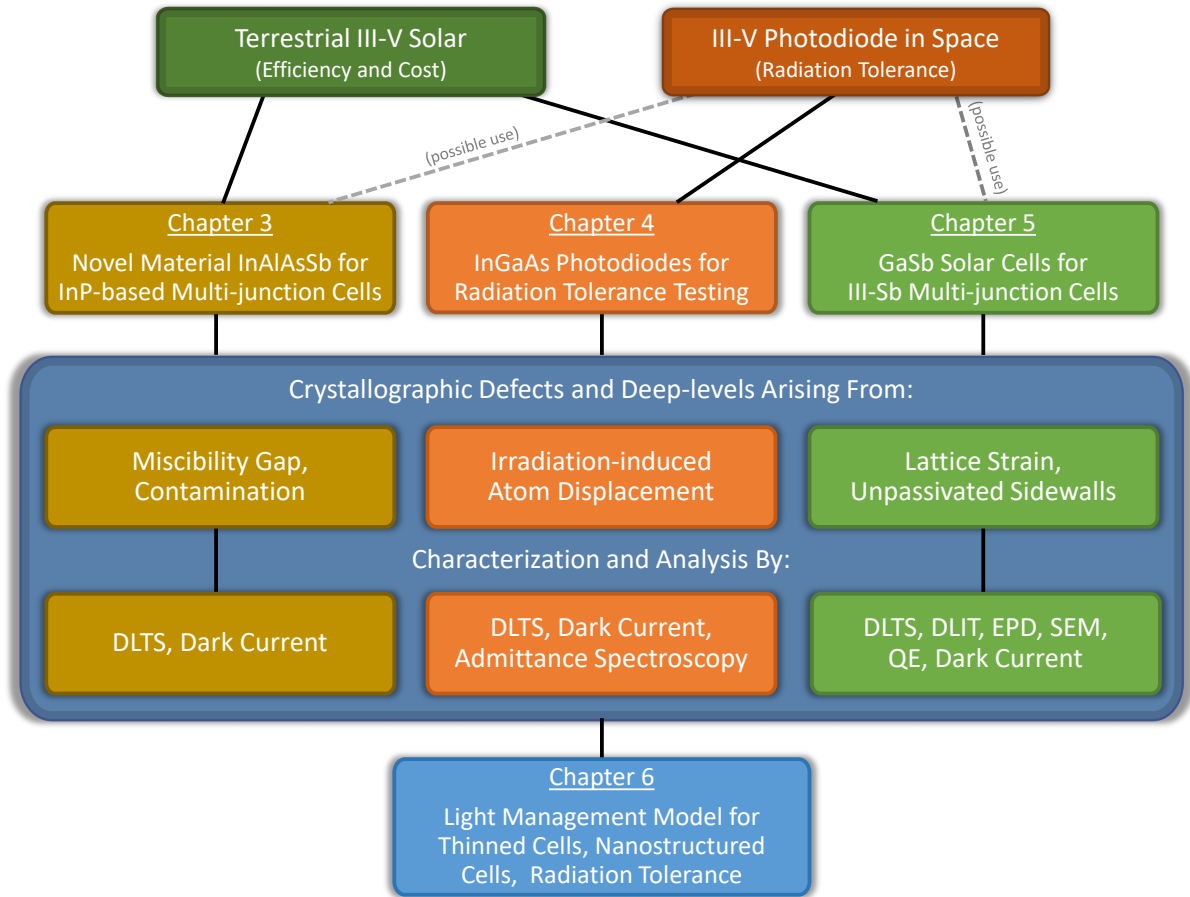 Terrestrial III-V Solar
(Efficiency and Cost)
III-V Photodiode in Space
(Radiation Tolerance)
(possible use)
(possible use)
Chapter 3
Novel Material InAlAsSb for
InP-based Multi-junction Cells
Chapter 4
InGaAs Photodiodes for
Radiation Tolerance Testing
Chapter 5
GaSb Solar Cells for
III-Sb Multi-junction Cells
Crystallographic Defects and Deep-levels Arising From:
Miscibility Gap,
Contamination
Irradiation-induced
Atom Displacement
Lattice Strain,
Unpassivated Sidewalls
Characterization and Analysis By:
DLTS, Dark Current
DLTS, Dark Current,
Admittance Spectroscopy
DLTS, DLIT, EPD, SEM,
QE, Dark Current
Chapter 6
Light Management Model for
Thinned Cells, Nanostructured
Cells,  Radiation Tolerance